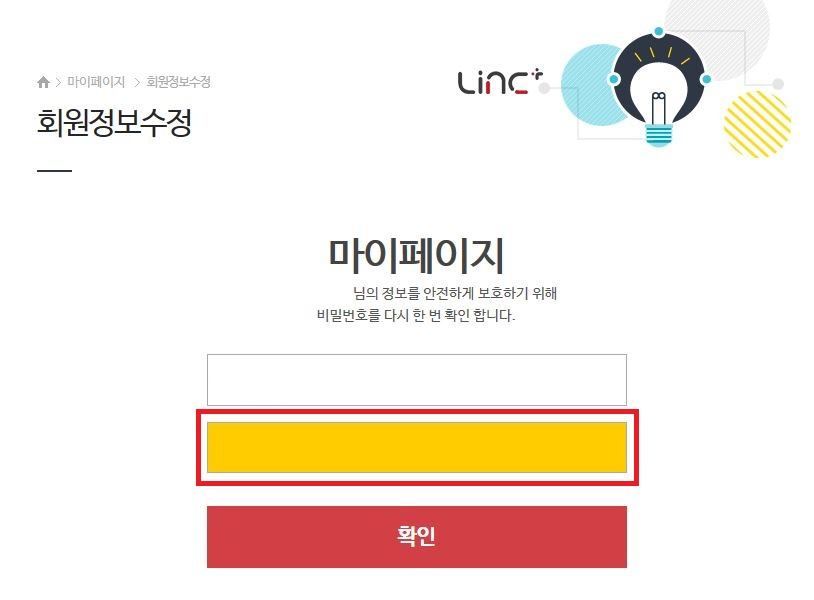 마이페이지 > 회원정보수정
LINC+
회원정보수정
마이페이지
님의 정보를 안전하게 보호하기 위해
비밀번호를 다시 한 번 확인 합니다.
확인